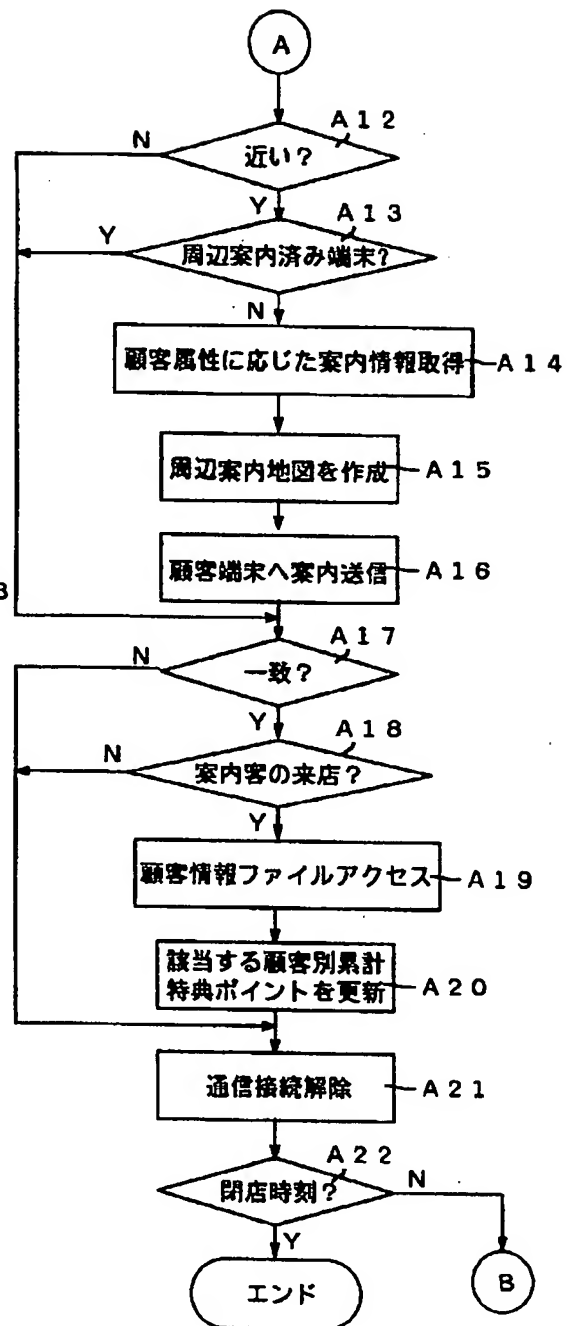 A
A12
N
近い?
Y
A13
Y
周辺案内済み端末?
N
顧客属性に応じた案内情報取得
A14
周辺案内地図を作成
A15
顧客端末へ案内送信
A16
3
A17
N
一致?
Y
A18
N
案内客の来店?
Y
顧客情報ファイルアクセス
A19
該当する顧客別累計
特典ポイントを更新
A20
通信接続解除
A21
A22
閉店時刻?
N
Y
エンド
B